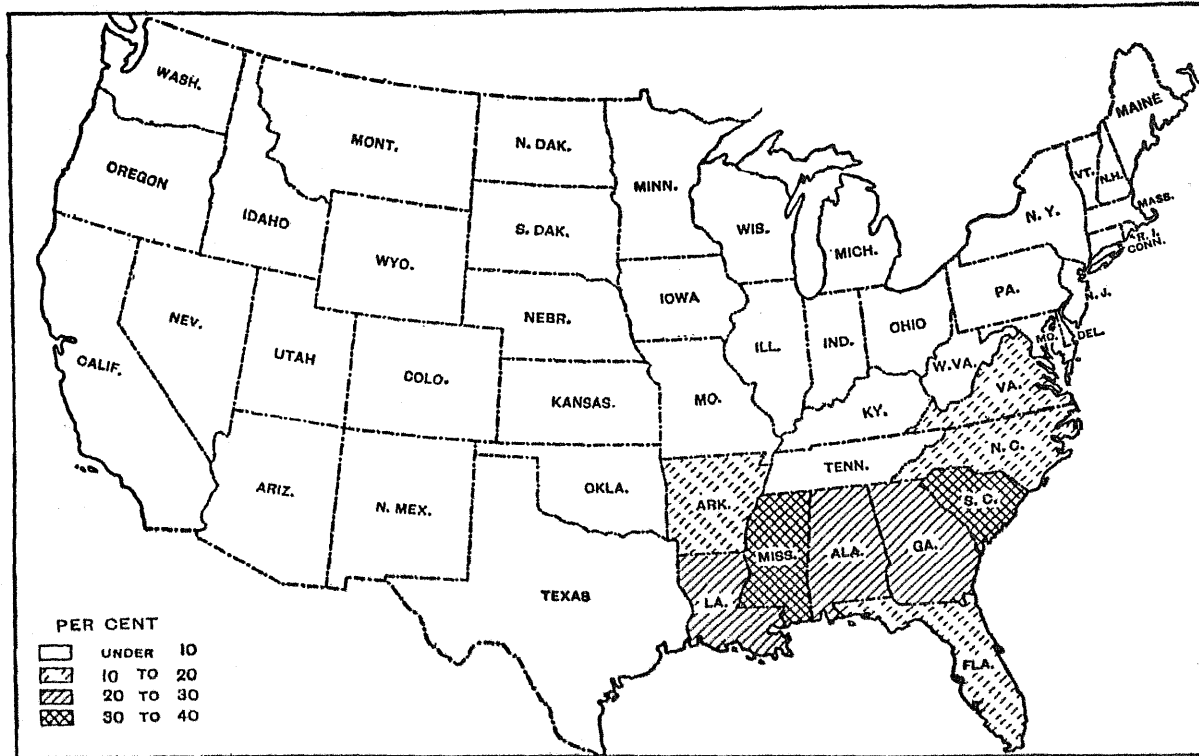 WASH.
MONT.
N. DAK.
MINN.
MAINE
OREGON
IDAHO
S. DAK.
WIS.
MICH.
VT.
N.H.
N.Y.
MASS.
R.I.
CONN.
WYO.
IOWA
PA.
N.J.
NEV.
UTAH
NEBR.
ILL.
IND.
OHIO
MD.
DEL.
CALIF.
COLO.
KANSAS.
MO.
KY.
W.VA.
VA.
ARIZ.
N. MEX.
OKLA.
ARK.
TENN.
N. C.
S. C.
TEXAS
LA.
MISS.
ALA.
GA.
FLA.
PER CENT
UNDER 10
10 TO 20
20 TO 30
30 TO 40